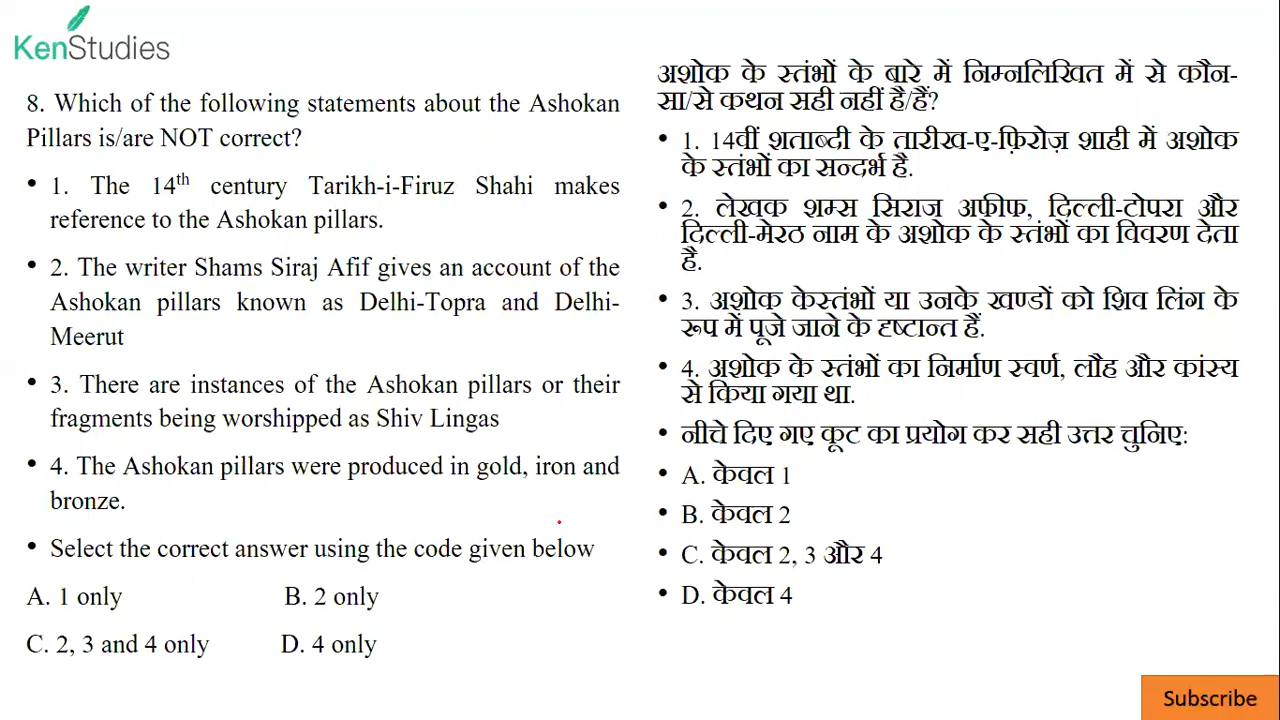 KenStudies
8. Which of the following statements about the Ashokan
Pillars is/are NOT correct?
• 1. The 14th century Tarikh-i-Firuz Shahi makes
reference to the Ashokan pillars.
• 2. The writer Shams Siraj Afif gives an account of the
Ashokan pillars known as Delhi-Topra and Delhi-
Meerut
• 3. There are instances of the Ashokan pillars or their
fragments being worshipped as Shiv Lingas
• 4. The Ashokan pillars were produced in gold, iron and
bronze.
• Select the correct answer using the code given below
A. 1 only B. 2 only
C. 2, 3 and 4 only D. 4 only
अशोक के स्तंभों के बारे में निम्नलिखित में से कौन-
सा/से कथन सही नहीं है/हैं?
• 1. 14वीं शताब्दी के तारीख-ए-फ़िरोज़ शाही में अशोक
के स्तंभों का सन्दर्भ है.
• 2. लेखक शम्स सिराज अफीफ, दिल्ली-टोपरा और
दिल्ली-मेरठ नाम के अशोक के स्तंभों का विवरण देता
है.
• 3. अशोक केस्तंभों या उनके खण्डों को शिव लिंग के
रूप में पूजे जाने के दृष्टान्त हैं.
• 4. अशोक के स्तंभों का निर्माण स्वर्ण, लौह और कांस्य
से किया गया था.
• नीचे दिए गए कूट का प्रयोग कर सही उत्तर चुनिए:
• A. केवल 1
• B. केवल 2
• C. केवल 2, 3 और 4
• D. केवल 4
Subscribe